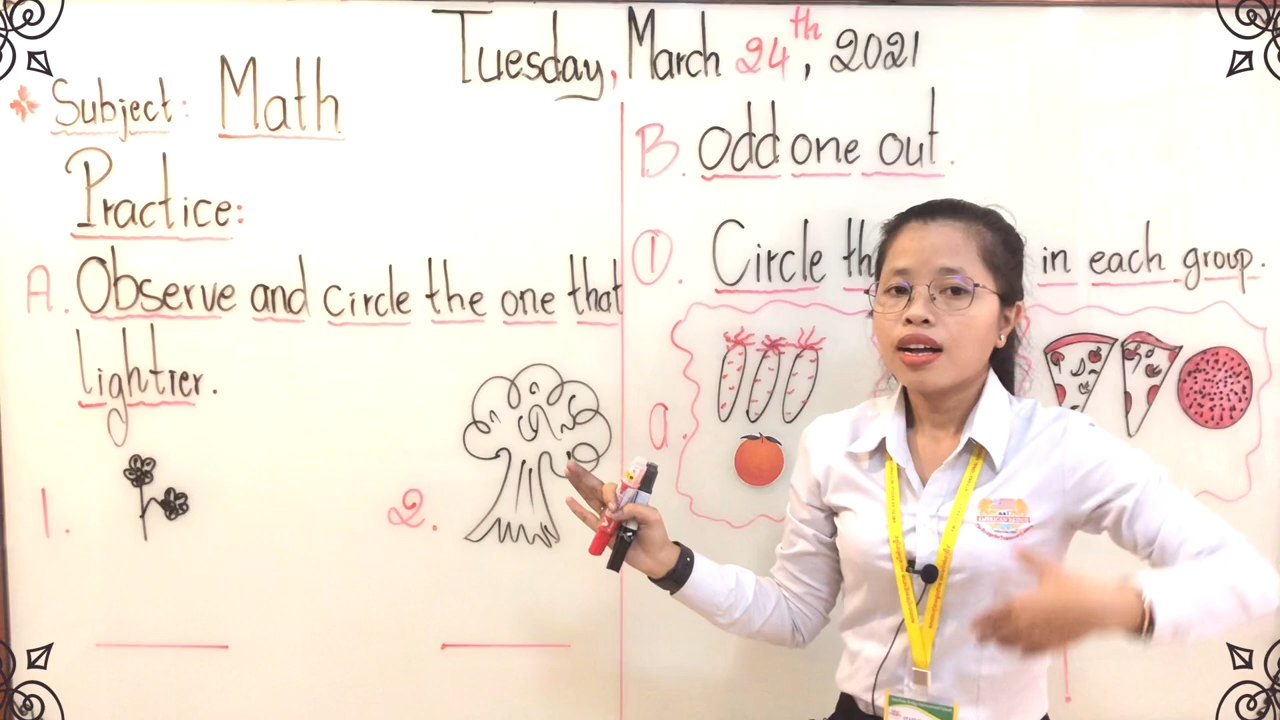 Tuesday, March 24th, 2021
* Subject: Math
Practice:
A. Observe and circle the one that
lightier.
1.
2.
B. Odd one out.
①. Circle th in each group.
a.